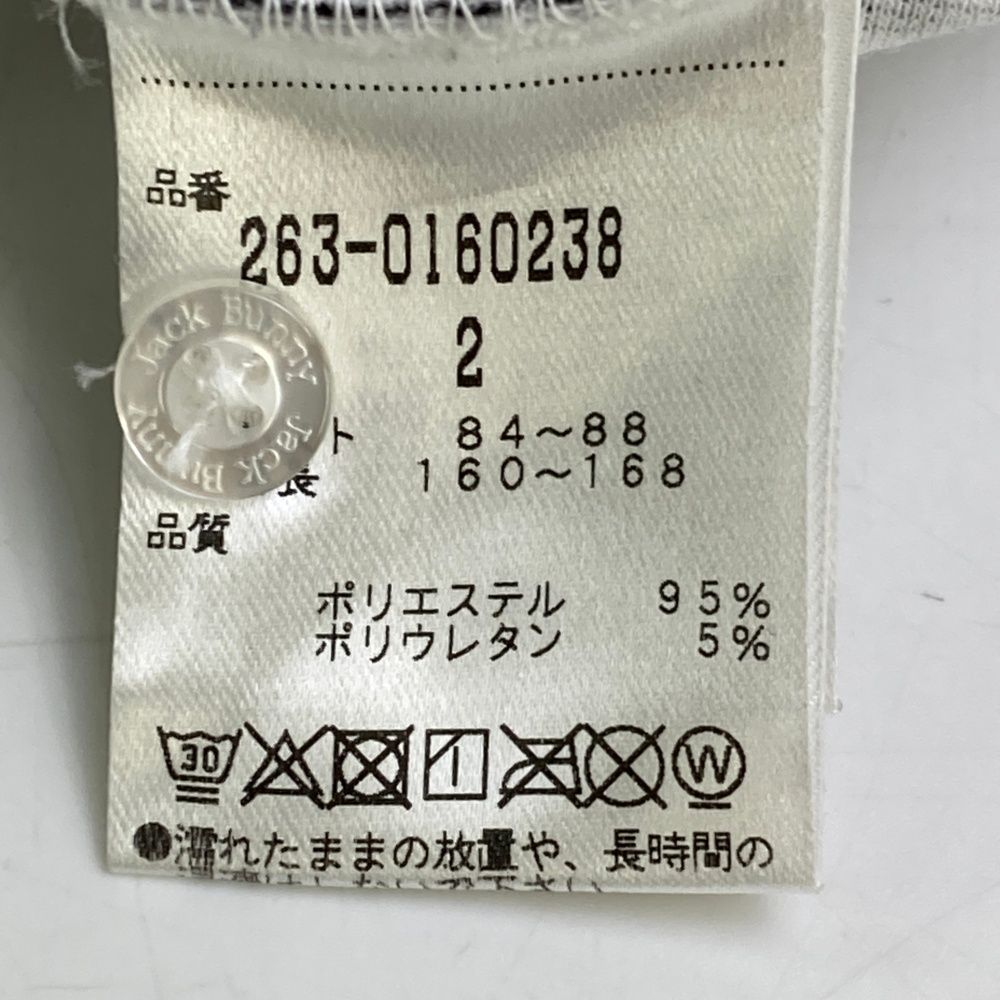 品番
263-0160238
2
ト 84～88
長 160～168
品質
ポリエステル 95%
ポリウレタン 5%
30
W
●濡れたままの放置や、長時間の
Jack Bunny Jack Bunny